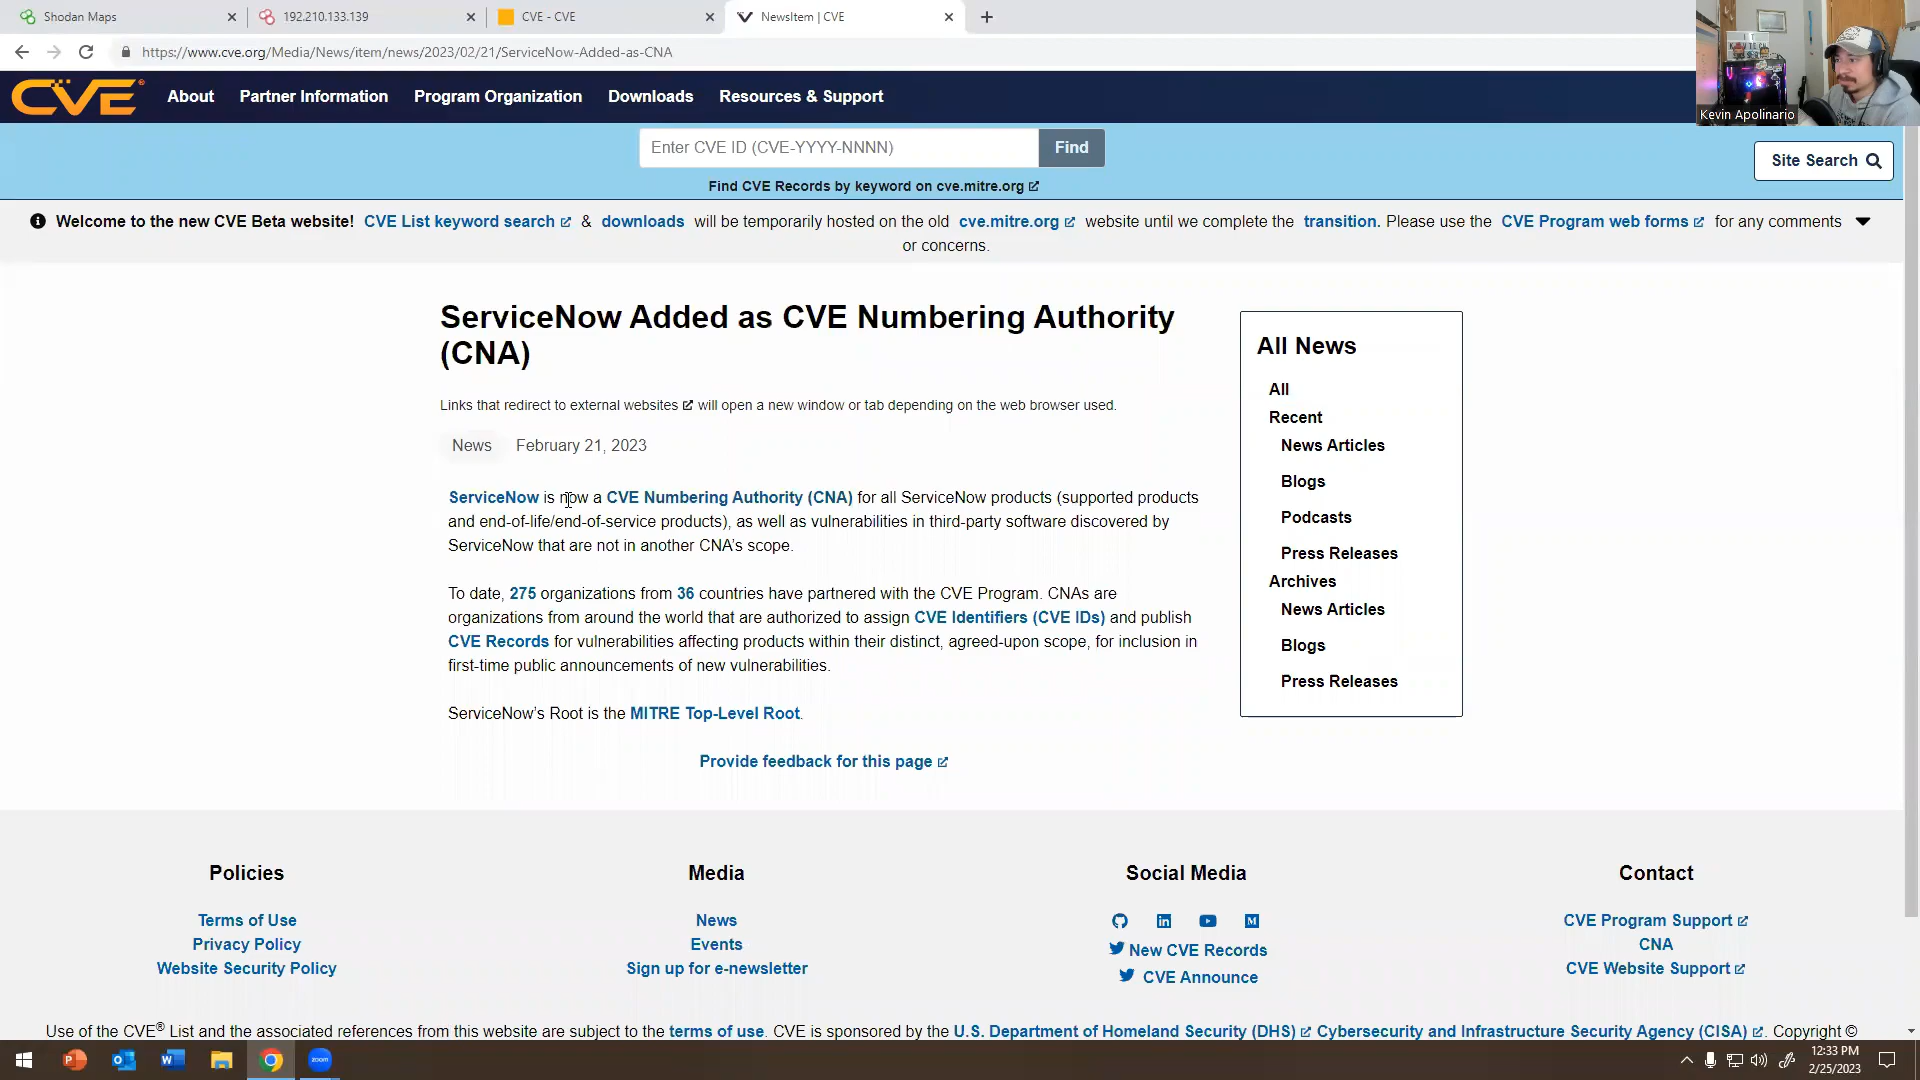 Shodan Maps
192.210.133.139
CVE - CVE
NewsItem | CVE
https://www.cve.org/Media/News/item/news/2023/02/21/ServiceNow-Added-as-CNA
Kevin Apolinario
CVE
About
Partner Information
Program Organization
Downloads
Resources & Support
Enter CVE ID (CVE-YYYY-NNNN)
Find
Site Search
Find CVE Records by keyword on cve.mitre.org
Welcome to the new CVE Beta website! CVE List keyword search & downloads will be temporarily hosted on the old cve.mitre.org website until we complete the transition. Please use the CVE Program web forms for any comments
or concerns.
ServiceNow Added as CVE Numbering Authority
(CNA)
Links that redirect to external websites will open a new window or tab depending on the web browser used.
News February 21, 2023
ServiceNow is now a CVE Numbering Authority (CNA) for all ServiceNow products (supported products
and end-of-life/end-of-service products), as well as vulnerabilities in third-party software discovered by
ServiceNow that are not in another CNA’s scope.
To date, 275 organizations from 36 countries have partnered with the CVE Program. CNAs are
organizations from around the world that are authorized to assign CVE Identifiers (CVE IDs) and publish
CVE Records for vulnerabilities affecting products within their distinct, agreed-upon scope, for inclusion in
first-time public announcements of new vulnerabilities.
ServiceNow’s Root is the MITRE Top-Level Root.
Provide feedback for this page
All News
All
Recent
News Articles
Blogs
Podcasts
Press Releases
Archives
News Articles
Blogs
Press Releases
Policies
Terms of Use
Privacy Policy
Website Security Policy
Media
News
Events
Sign up for e-newsletter
Social Media
New CVE Records
CVE Announce
Contact
CVE Program Support
CNA
CVE Website Support
Use of the CVE® List and the associated references from this website are subject to the terms of use. CVE is sponsored by the U.S. Department of Homeland Security (DHS) Cybersecurity and Infrastructure Security Agency (CISA). Copyright ©
zoom
12:33 PM
2/25/2023